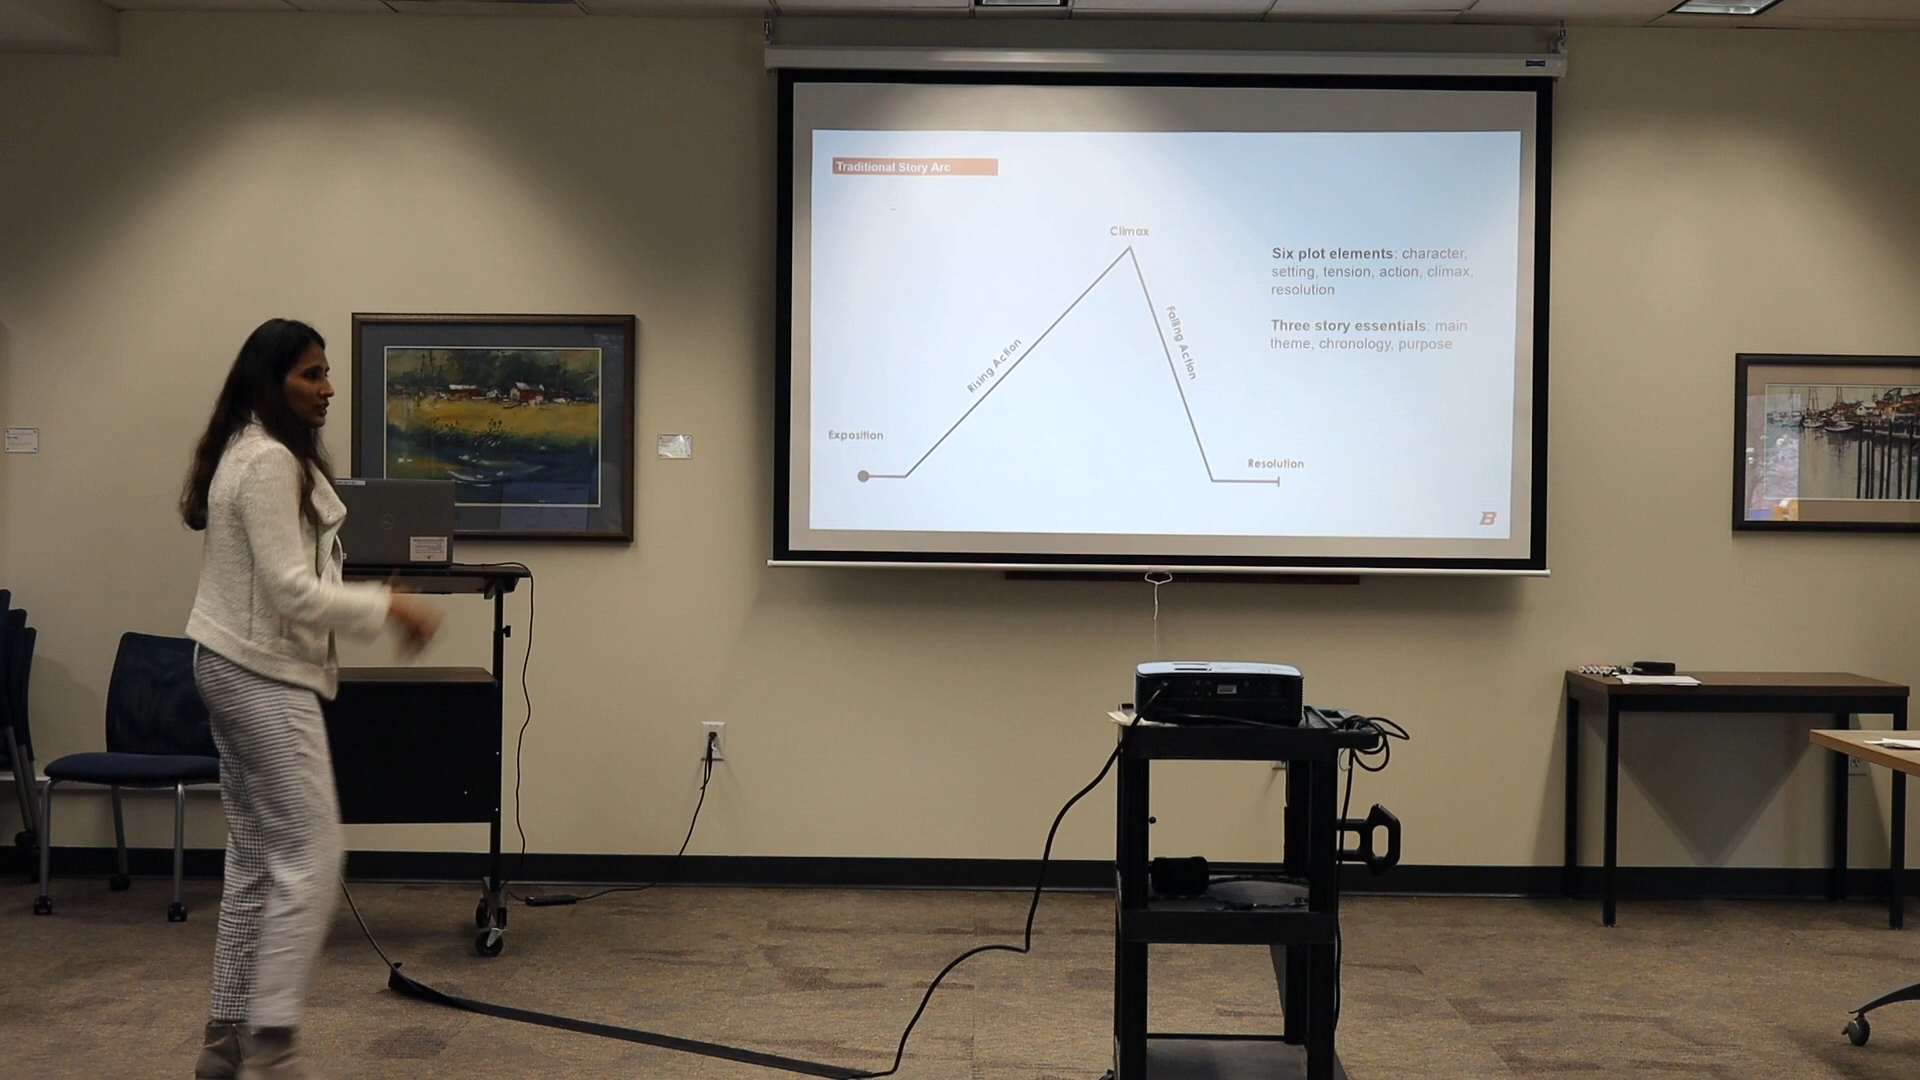 Traditional Story Arc
Climax
Six plot elements: character,
setting, tension, action, climax,
resolution
Three story essentials: main
theme, chronology, purpose
Rising Action
Falling Action
Exposition
Resolution
B